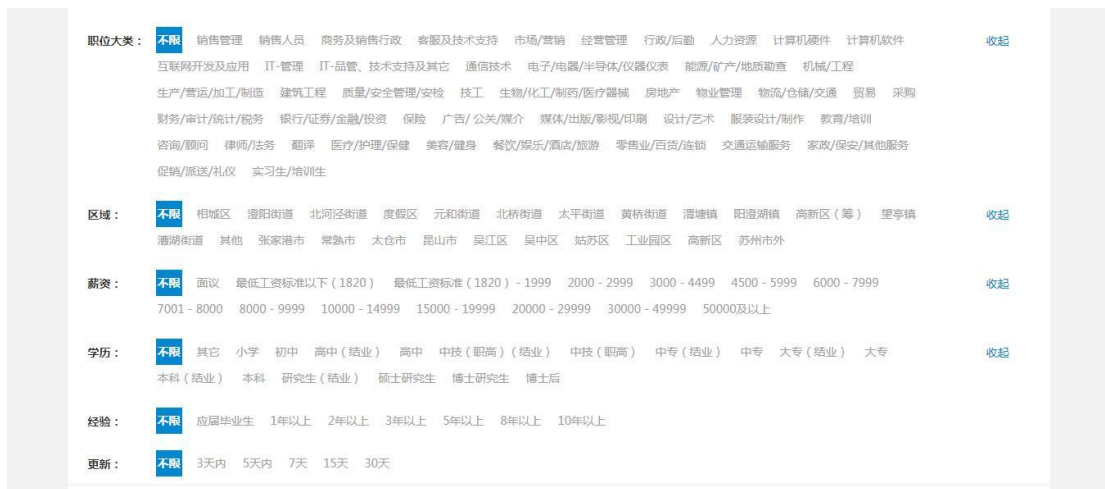 职位大类： 不限 销售管理 销售人员 商务及销售行政 客服及技术支持 市场/营销 经营管理 行政/后勤 人力资源 计算机硬件 计算机软件 收起
互联网开发及应用 IT-管理 IT-品管、技术支持及其它 通信技术 电子/电器/半导体/仪器仪表 能源/矿产/地质勘查 机械/工程
生产/营运/加工/制造 建筑工程 质量/安全管理/安检 技工 生物/化工/制药/医疗器械 房地产 物业管理 物流/仓储/交通 贸易 采购
财务/审计/统计/税务 银行/证券/金融/投资 保险 广告/ 公关/媒介 媒体/出版/影视/印刷 设计/艺术 服装设计/制作 教育/培训
咨询/顾问 律师/法务 翻译 医疗/护理/保健 美容/健身 餐饮/娱乐/酒店/旅游 零售业/百货/连锁 交通运输服务 家政/保安/其他服务
促销/派送/礼仪 实习生/培训生
区域： 不限 相城区 澄阳街道 北河泾街道 度假区 元和街道 北桥街道 太平街道 黄桥街道 渭塘镇 阳澄湖镇 高新区（筹） 望亭镇 收起
漕湖街道 其他 张家港市 常熟市 太仓市 昆山市 吴江区 吴中区 姑苏区 工业园区 高新区 苏州市外
薪资： 不限 面议 最低工资标准以下（1820） 最低工资标准（1820）- 1999 2000 - 2999 3000 - 4499 4500 - 5999 6000 - 7999 收起
7001 - 8000 8000 - 9999 10000 - 14999 15000 - 19999 20000 - 29999 30000 - 49999 50000及以上
学历： 不限 其它 小学 初中 高中（结业） 高中 中技（职高）（结业） 中技（职高） 中专（结业） 中专 大专（结业） 大专 收起
本科（结业） 本科 研究生（结业） 硕士研究生 博士研究生 博士后
经验： 不限 应届毕业生 1年以上 2年以上 3年以上 5年以上 8年以上 10年以上
更新： 不限 3天内 5天内 7天 15天 30天